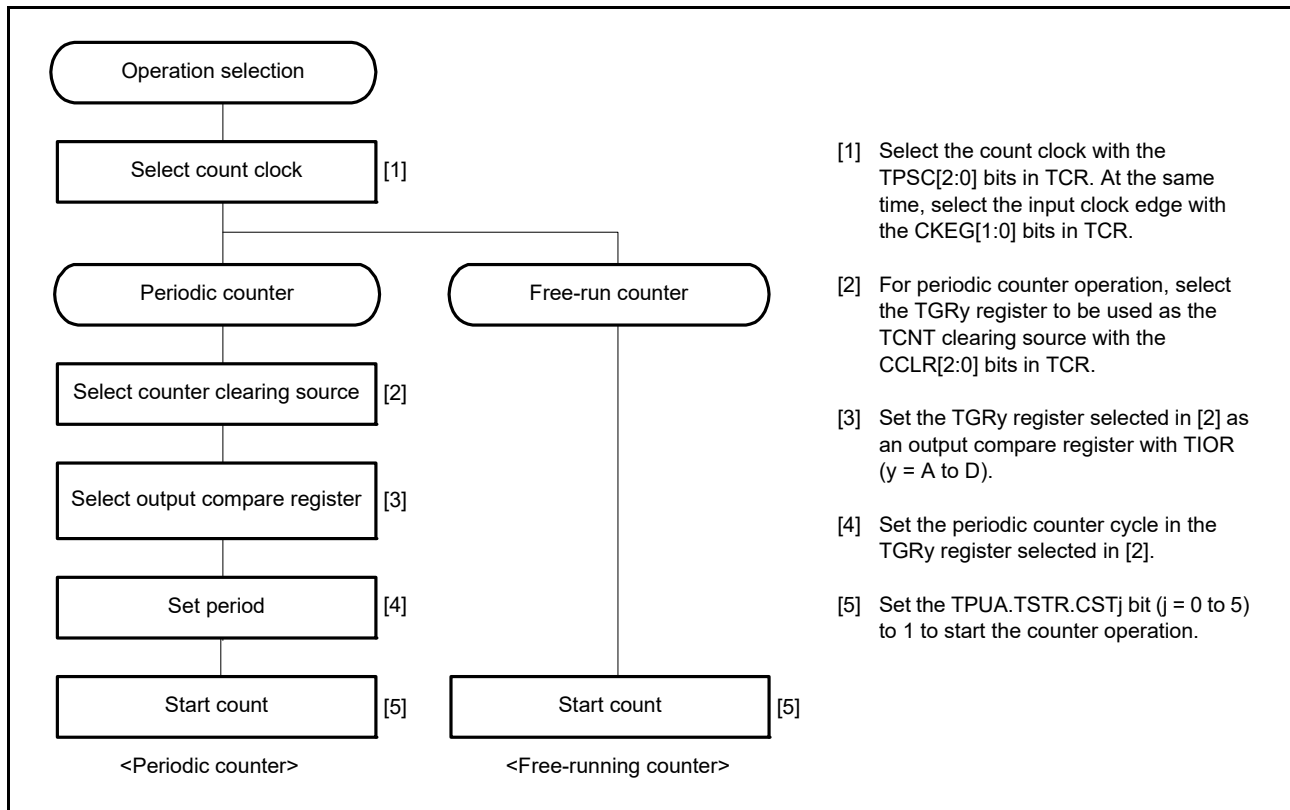 Operation selection
Select count clock
[1]
Periodic counter
Free-run counter
Select counter clearing source
[2]
Select output compare register
[3]
Set period
[4]
Start count
[5]
Start count
[5]
<Periodic counter>
<Free-running counter>
[1] Select the count clock with the
TPSC[2:0] bits in TCR. At the same
time, select the input clock edge with
the CKEG[1:0] bits in TCR.
[2] For periodic counter operation, select
the TGRy register to be used as the
TCNT clearing source with the
CCLR[2:0] bits in TCR.
[3] Set the TGRy register selected in [2] as
an output compare register with TIOR
(y = A to D).
[4] Set the periodic counter cycle in the
TGRy register selected in [2].
[5] Set the TPUA.TSTR.CSTj bit (j = 0 to 5)
to 1 to start the counter operation.